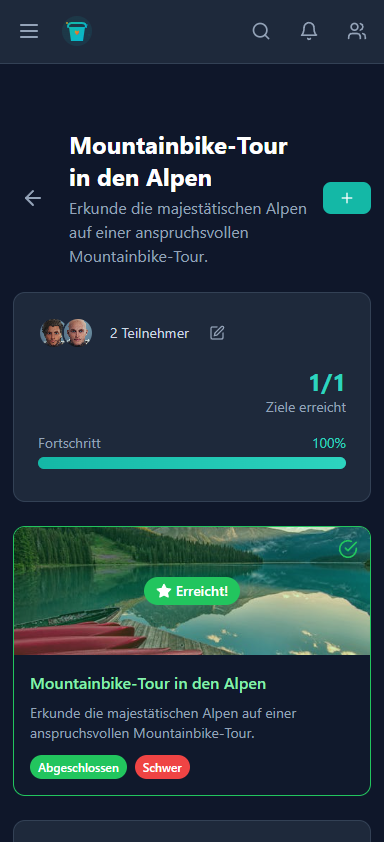 Mountainbike-Tour
in den Alpen
Erkunde die majestätischen Alpen
auf einer anspruchsvollen
Mountainbike-Tour.
2 Teilnehmer
1/1
Ziele erreicht
Fortschritt
100%
Erreicht!
Mountainbike-Tour in den Alpen
Erkunde die majestätischen Alpen auf einer
anspruchsvollen Mountainbike-Tour.
Abgeschlossen
Schwer